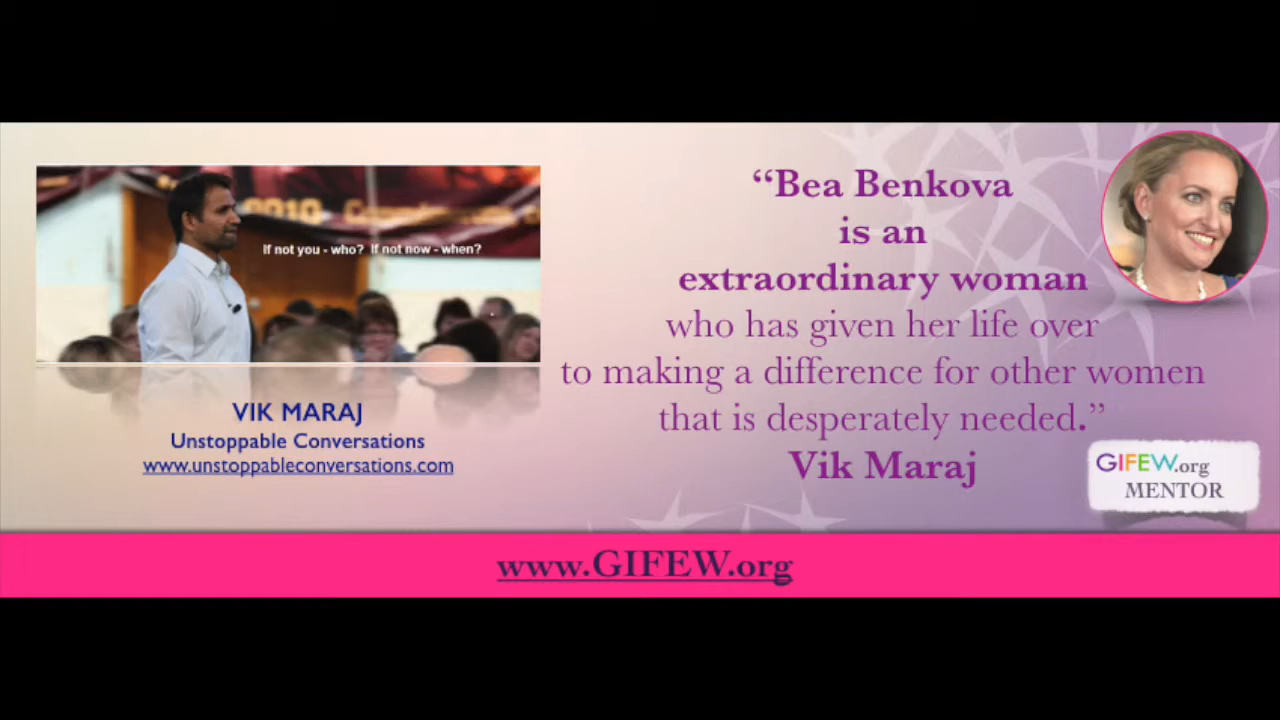 2010
If not you - who? If not now - when?
VIK MARAJ
Unstoppable Conversations
www.unstoppableconversations.com
“Bea Benkova
is an
extraordinary woman
who has given her life over
to making a difference for other women
that is desperately needed.”
Vik Maraj
GIFEW.org
MENTOR
www.GIFEW.org